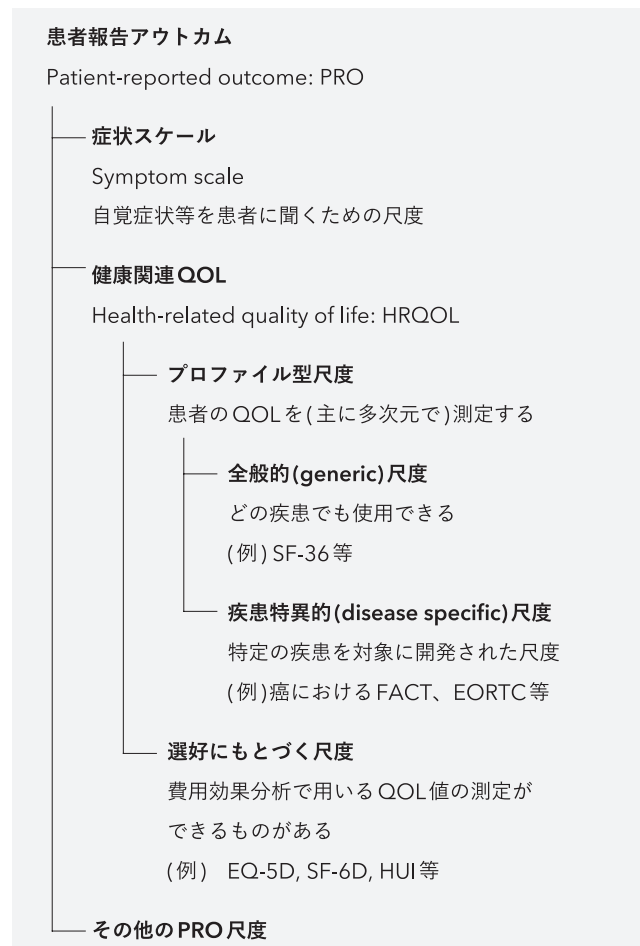 患者報告アウトカム
Patient-reported outcome: PRO
症状スケール
Symptom scale
自覚症状等を患者に聞くための尺度
健康関連QOL
Health-related quality of life: HRQOL
プロファイル型尺度
患者のQOLを(主に多次元で)測定する
全般的(generic)尺度
どの疾患でも使用できる
(例) SF-36等
疾患特異的(disease specific)尺度
特定の疾患を対象に開発された尺度
(例)癌におけるFACT、EORTC等
選好にもとづく尺度
費用効果分析で用いるQOL値の測定が
できるものがある
(例) EQ-5D, SF-6D, HUI等
その他のPRO尺度